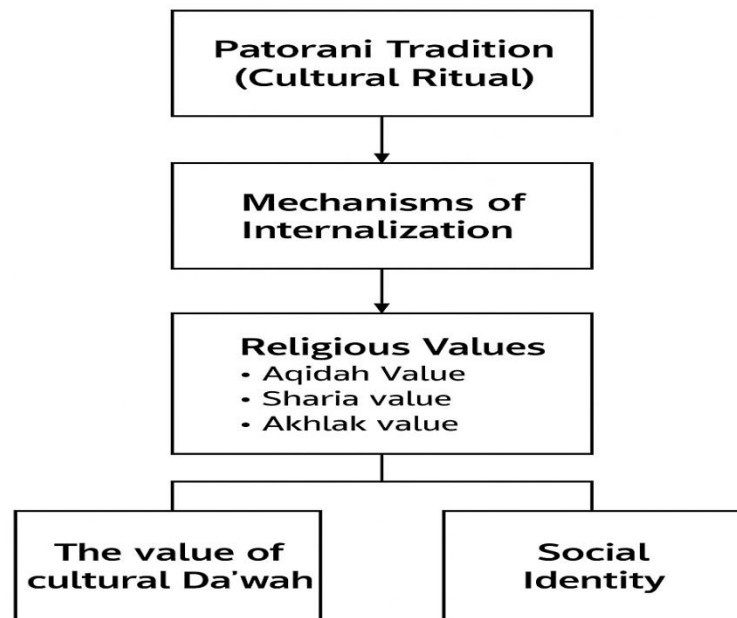 Patorani Tradition
(Cultural Ritual)
Mechanisms of
Internalization
Religious Values
• Aqidah Value
• Sharia value
• Akhlak value
The value of
cultural Da'wah
Social
Identity